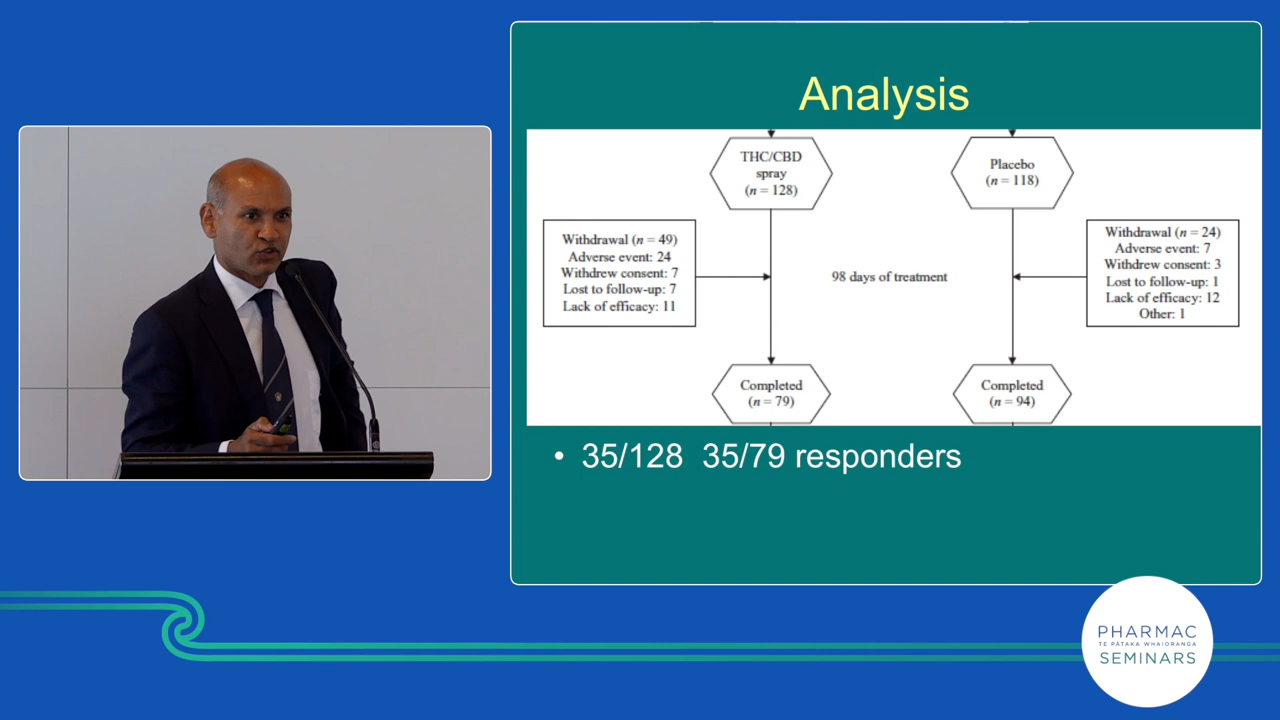 Analysis
THC/CBD
spray
(n = 128)
Placebo
(n = 118)
Withdrawal (n = 49)
Adverse event: 24
Withdrew consent: 7
Lost to follow-up: 7
Lack of efficacy: 11
98 days of treatment
Withdrawal (n = 24)
Adverse event: 7
Withdrew consent: 3
Lost to follow-up: 1
Lack of efficacy: 12
Other: 1
Completed
(n = 79)
Completed
(n = 94)
• 35/128 35/79 responders
PHARMAC
TE PĀTAKA WHAIORANGA
SEMINARS